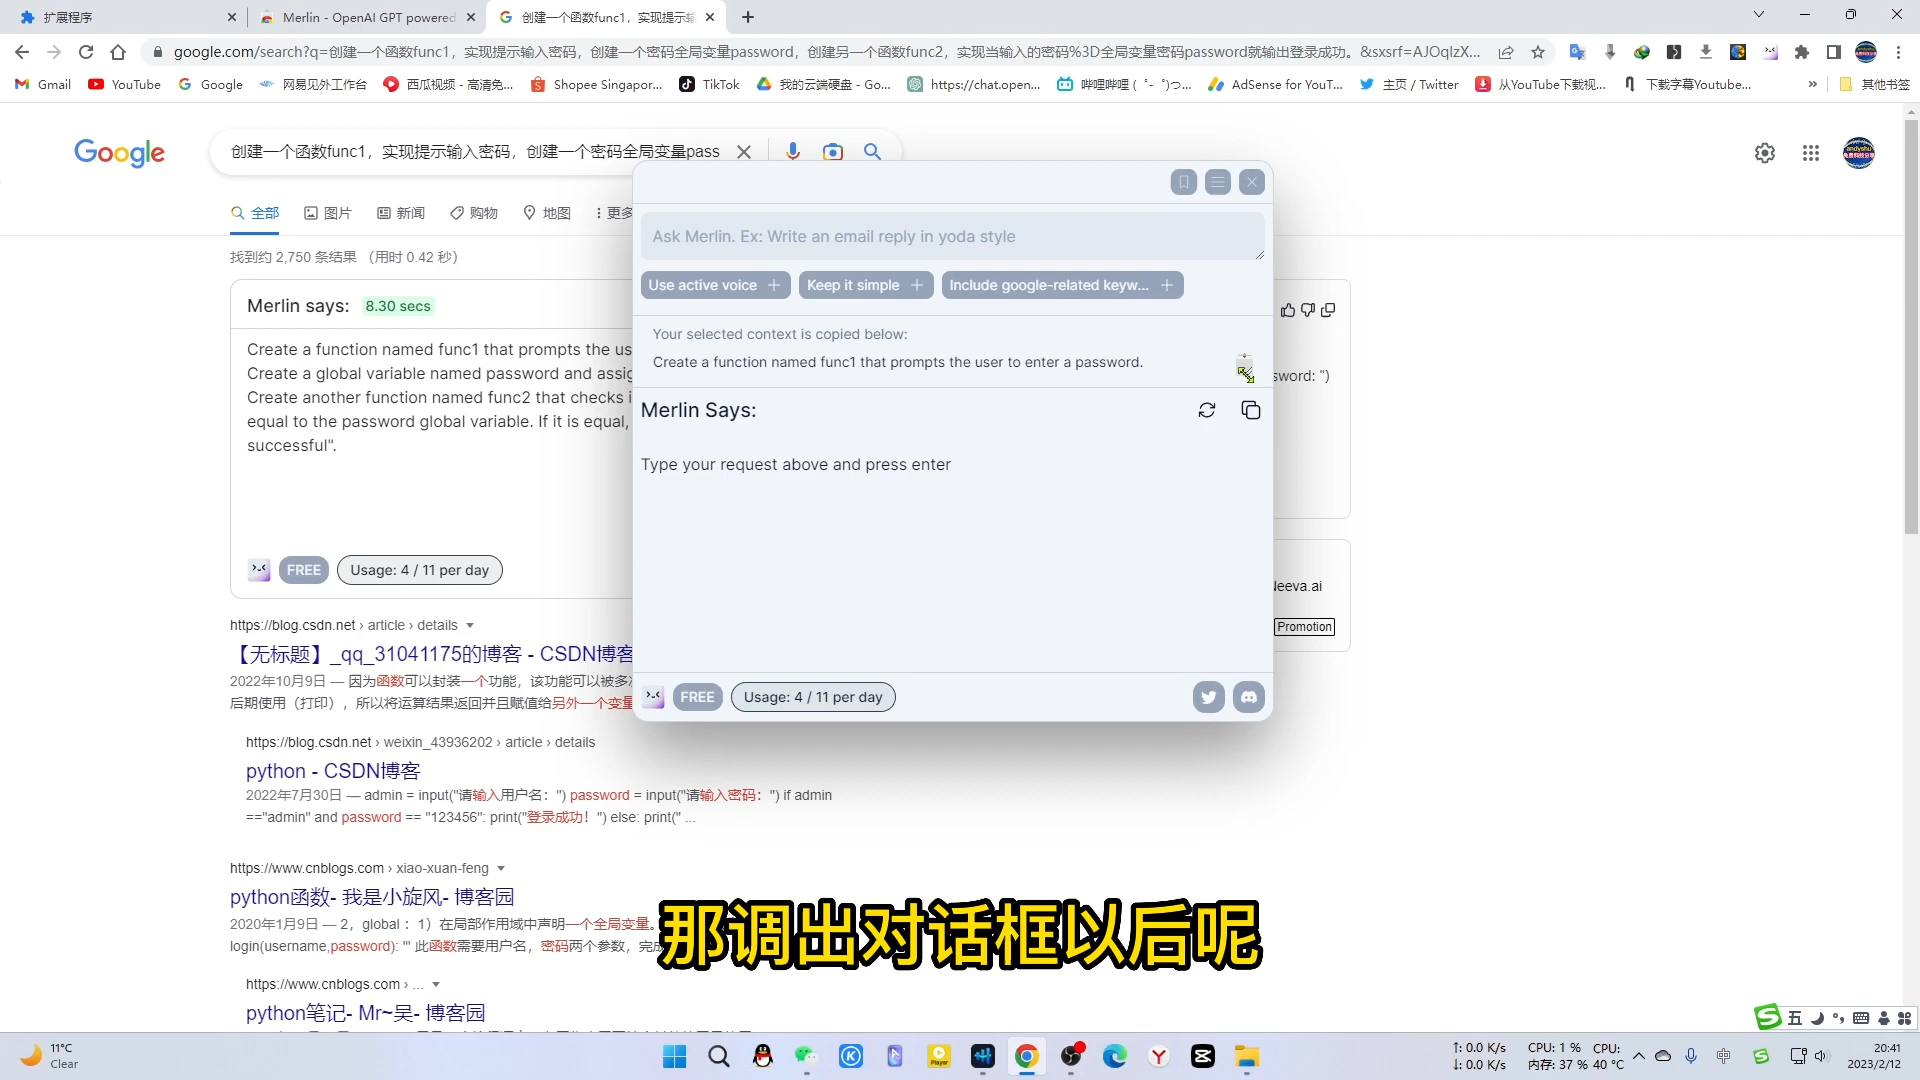 扩展程序
Merlin - OpenAI GPT powered
创建一个函数func1，实现提示输
google.com/search?q=创建一个函数func1，实现提示输入密码，创建一个密码全局变量password，创建另一个函数func2，实现当输入的密码%3D全局变量密码password就输出登录成功。&sxsrf=AJOqlzX...
Gmail
YouTube
Google
网易见外工作台
西瓜视频 - 高清免...
Shopee Singapor...
TikTok
我的云端硬盘 - Go...
https://chat.open...
哔哩哔哩 (゜-゜)つ...
AdSense for YouT...
主页 / Twitter
从YouTube下载视...
下载字幕Youtube...
»
其他书签
Google
创建一个函数func1，实现提示输入密码，创建一个密码全局变量pass
全部
图片
新闻
购物
地图
更多
找到约 2,750 条结果 （用时 0.42 秒）
Merlin says: 8.30 secs
Create a function named func1 that prompts the us
Create a global variable named password and assig
Create another function named func2 that checks i
equal to the password global variable. If it is equal,
successful".
FREE
Usage: 4 / 11 per day
Ask Merlin. Ex: Write an email reply in yoda style
Use active voice +
Keep it simple +
Include google-related keyw... +
Your selected context is copied below:
Create a function named func1 that prompts the user to enter a password.
Merlin Says:
Type your request above and press enter
FREE
Usage: 4 / 11 per day
sword: ")
Neeva.ai
Promotion
https://blog.csdn.net › article › details
【无标题】_qq_31041175的博客 - CSDN博客
2022年10月9日 — 因为函数可以封装一个功能，该功能可以被多
后期使用（打印），所以将运算结果返回并且赋值给另外一个变量
https://blog.csdn.net › weixin_43936202 › article › details
python - CSDN博客
2022年7月30日 — admin = input("请输入用户名：") password = input("请输入密码：") if admin
=="admin" and password == "123456": print("登录成功！") else: print(" ...
https://www.cnblogs.com › xiao-xuan-feng
python函数- 我是小旋风- 博客园
2020年1月9日 — 2，global： 1）在局部作用域中声明一个全局变量。
login(username,password): ''' 此函数需要用户名，密码两个参数，完成
https://www.cnblogs.com › ...
python笔记- Mr~吴- 博客园
那调出对话框以后呢
五
11°C
Clear
↑: 0.0 K/s
↓: 0.0 K/s
CPU: 1 % CPU:
内存: 37 % 40 °C
中
20:41
2023/2/12